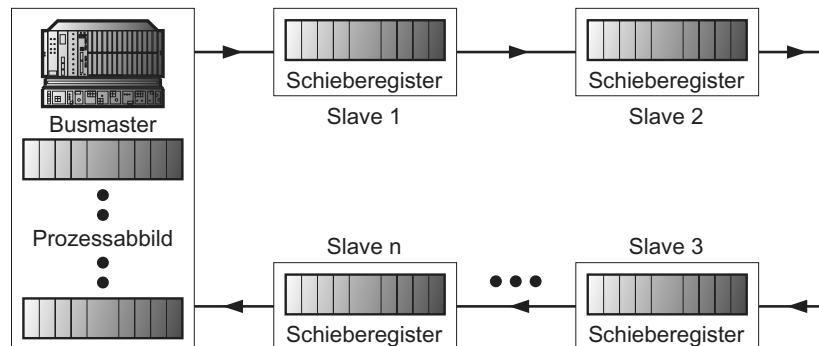 Busmaster
Prozessabbild
Schieberegister
Slave 1
Schieberegister
Slave 2
Slave n
Schieberegister
Slave 3
Schieberegister